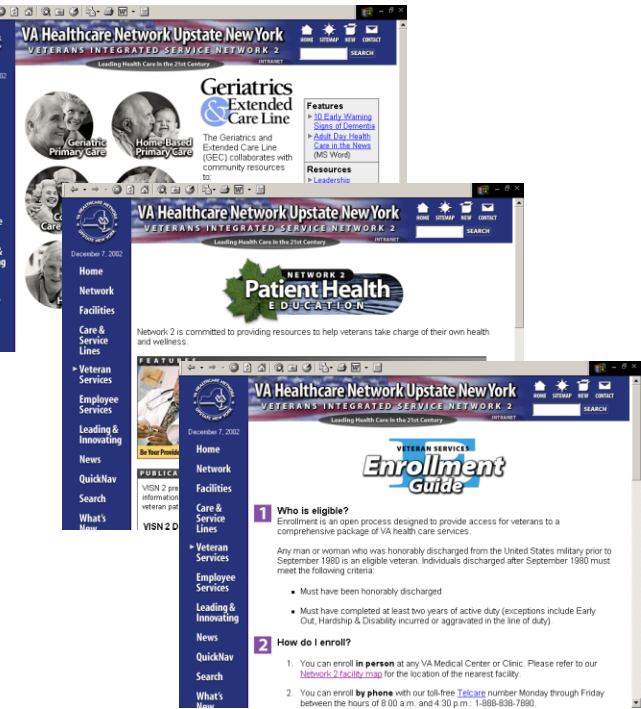 VA Healthcare Network Upstate New York
VETERANS INTEGRATED SERVICE NETWORK 2
Leading Health Care in the 21st Century
INTRANET
HOME SITEMAP NEW CONTACT
SEARCH
Geriatric
Primary Care
Home-Based
Primary Care
Geriatrics
& Extended
Care Line
The Geriatrics and
Extended Care Line
(GEC) collaborates with
community resources
to:
Features
10 Early Warning
Signs of Dementia
Adult Day Health
Care in the News
(MS Word)
Resources
Leadership
VA Healthcare Network Upstate New York
VETERANS INTEGRATED SERVICE NETWORK 2
Leading Health Care in the 21st Century
INTRANET
HOME SITEMAP NEW CONTACT
SEARCH
December 7, 2002
Home
Network
Facilities
Care &
Service
Lines
Veteran
Services
Employee
Services
Leading &
Innovating
News
QuickNav
Search
What's
New
NETWORK 2
Patient Health
EDUCATION
Network 2 is committed to providing resources to help veterans take charge of their own health
and wellness.
FEATURES
Be Your Provide
PUBLICA
VISN 2 pre
information
veteran pat
VISN 2 D
VA Healthcare Network Upstate New York
VETERANS INTEGRATED SERVICE NETWORK 2
Leading Health Care in the 21st Century
INTRANET
HOME SITEMAP NEW CONTACT
SEARCH
December 7, 2002
Home
Network
Facilities
Care &
Service
Lines
Veteran
Services
Employee
Services
Leading &
Innovating
News
QuickNav
Search
What's
New
VETERAN SERVICES
E
Enrollment
Guide
1 Who is eligible?
Enrollment is an open process designed to provide access for veterans to a
comprehensive package of VA health care services.
Any man or woman who was honorably discharged from the United States military prior to
September 1980 is an eligible veteran. Individuals discharged after September 1980 must
meet the following criteria:
Must have been honorably discharged
Must have completed at least two years of active duty (exceptions include Early
Out, Hardship & Disability incurred or aggravated in the line of duty).
2 How do I enroll?
1. You can enroll in person at any VA Medical Center or Clinic. Please refer to our
Network 2 facility map for the location of the nearest facility.
2. You can enroll by phone with our toll-free Telcare number Monday through Friday
between the hours of 8:00 a.m. and 4:30 p.m.: 1-888-838-7890.